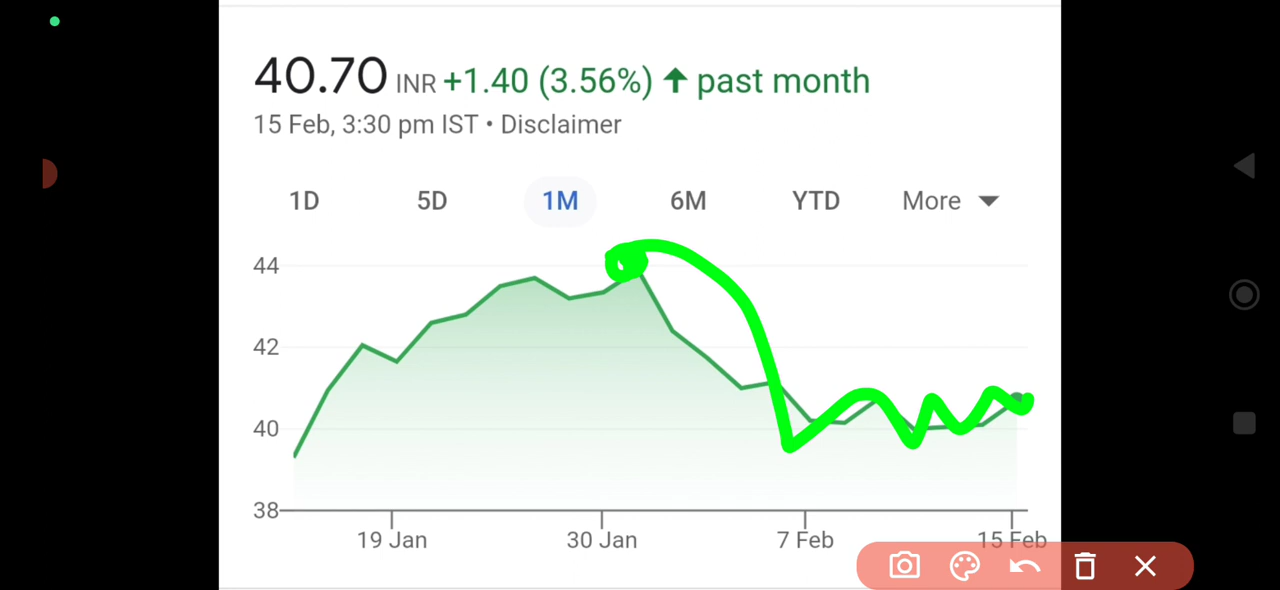 40.70 INR +1.40 (3.56%) ↑ past month
15 Feb, 3:30 pm IST • Disclaimer
1D 5D 1M 6M YTD More
44
42
40
38
19 Jan 30 Jan 7 Feb 15 Feb